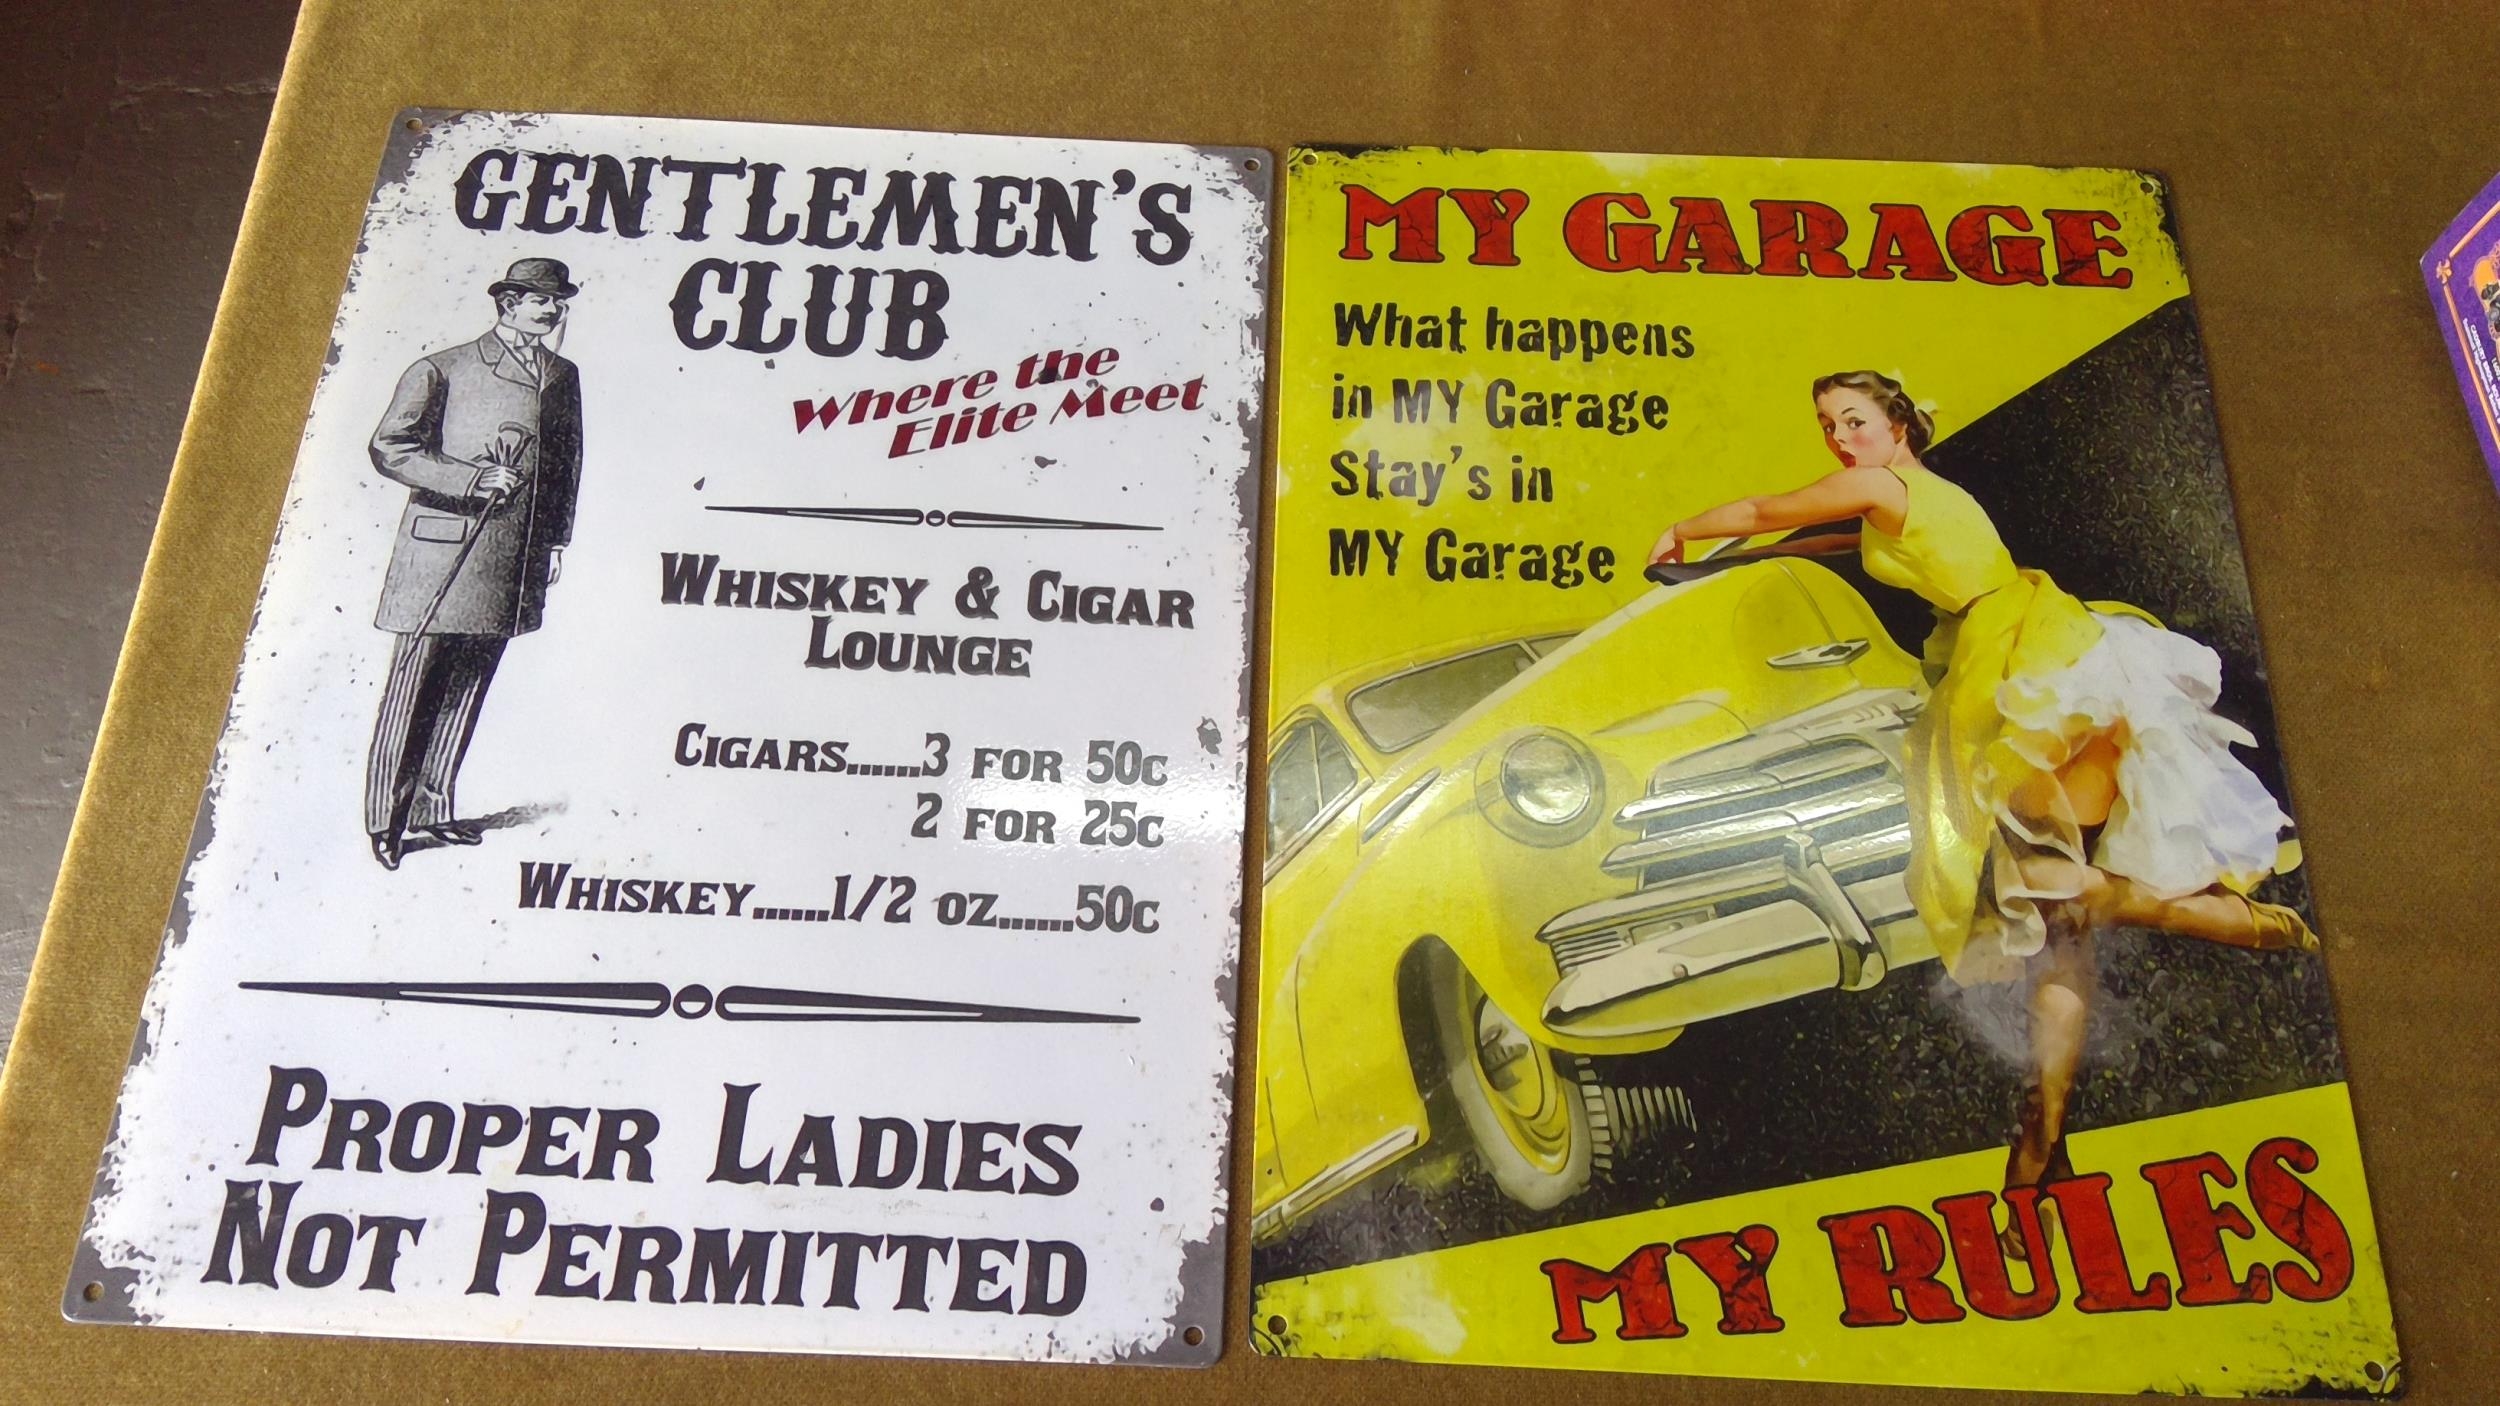 GENTLEMEN'S
CLUB
Where the
Elite Meet
WHISKEY & CIGAR
LOUNGE
CIGARS......3 FOR 50C
2 FOR 25C
WHISKEY......1/2 OZ......50C
PROPER LADIES
NOT PERMITTED
MY GARAGE
What happens
in MY Garage
Stay's in
MY Garage
MY RULES